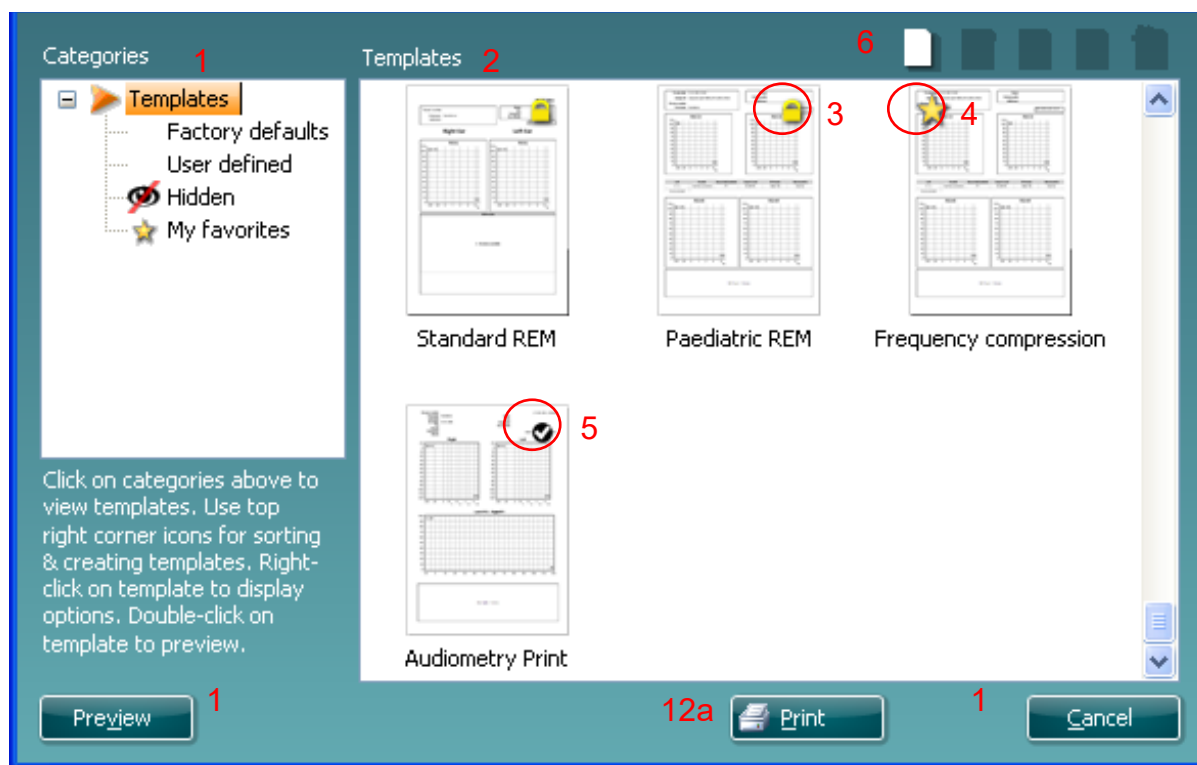 Categories 1
Templates 2
6
Templates
Factory defaults
User defined
Hidden
My favorites
3
4
Standard REM
Paediatric REM
Frequency compression
5
Audiometry Print
Click on categories above to
view templates. Use top
right corner icons for sorting
& creating templates. Right-
click on template to display
options. Double-click on
template to preview.
Preview
1
12a
Print
1
Cancel